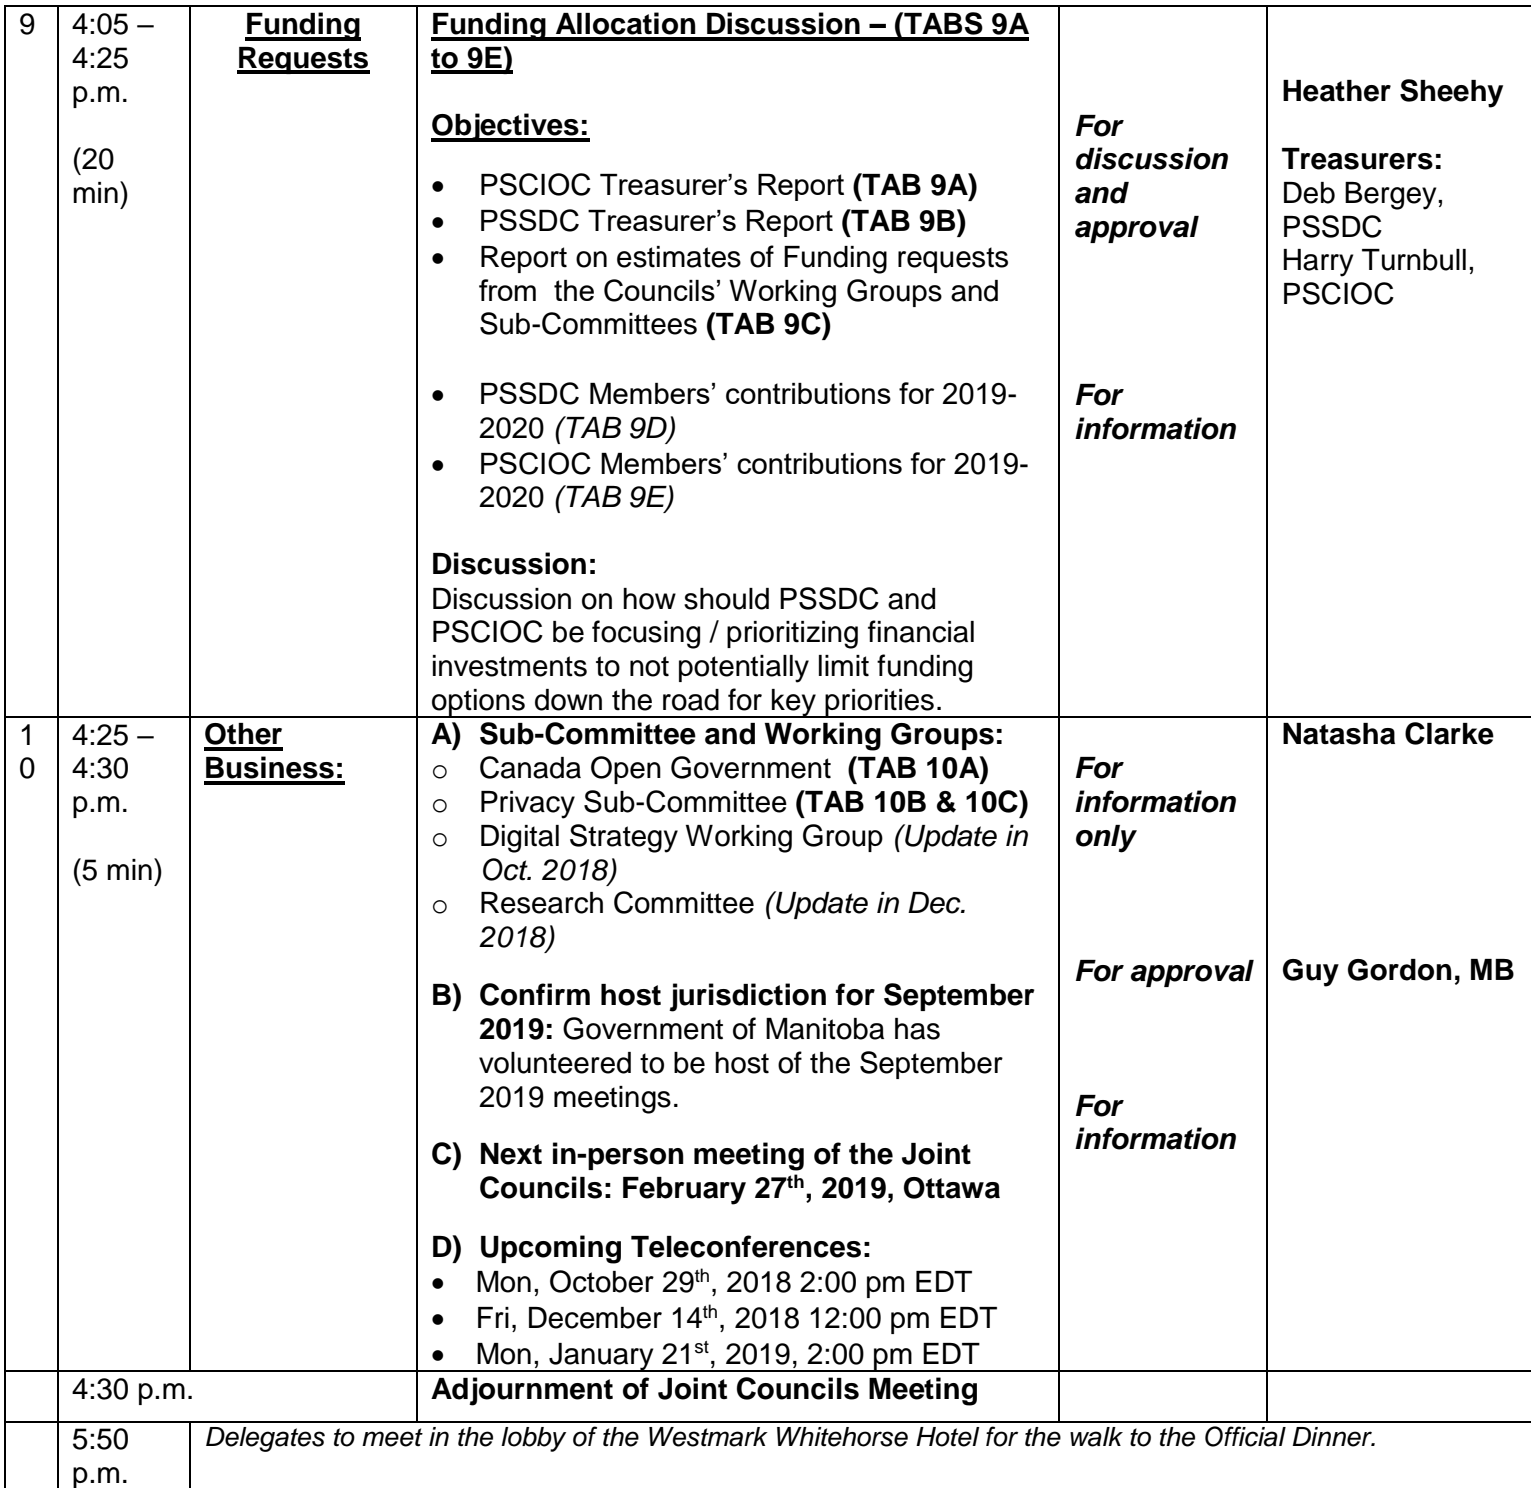 9
4:05 –
4:25
p.m.
(20
min)
Funding
Requests
Funding Allocation Discussion – (TABS 9A
to 9E)
Objectives:
• PSCIOC Treasurer’s Report (TAB 9A)
• PSSDC Treasurer’s Report (TAB 9B)
• Report on estimates of Funding requests
from the Councils’ Working Groups and
Sub-Committees (TAB 9C)
• PSSDC Members’ contributions for 2019-
2020 (TAB 9D)
• PSCIOC Members’ contributions for 2019-
2020 (TAB 9E)
Discussion:
Discussion on how should PSSDC and
PSCIOC be focusing / prioritizing financial
investments to not potentially limit funding
options down the road for key priorities.
For
discussion
and
approval
For
information
Heather Sheehy
Treasurers:
Deb Bergey,
PSSDC
Harry Turnbull,
PSCIOC
1
0
4:25 –
4:30
p.m.
(5 min)
Other
Business:
A) Sub-Committee and Working Groups:
o Canada Open Government (TAB 10A)
o Privacy Sub-Committee (TAB 10B & 10C)
o Digital Strategy Working Group (Update in
Oct. 2018)
o Research Committee (Update in Dec.
2018)
B) Confirm host jurisdiction for September
2019: Government of Manitoba has
volunteered to be host of the September
2019 meetings.
C) Next in-person meeting of the Joint
Councils: February 27th, 2019, Ottawa
D) Upcoming Teleconferences:
• Mon, October 29th, 2018 2:00 pm EDT
• Fri, December 14th, 2018 12:00 pm EDT
• Mon, January 21st, 2019, 2:00 pm EDT
For
information
only
For approval
For
information
Natasha Clarke
Guy Gordon, MB
4:30 p.m.
Adjournment of Joint Councils Meeting
5:50
p.m.
Delegates to meet in the lobby of the Westmark Whitehorse Hotel for the walk to the Official Dinner.